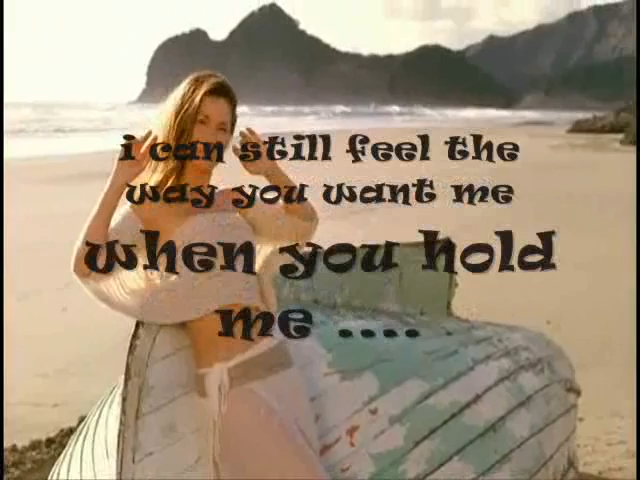 i can still feel the
way you want me
when you hold
me ....